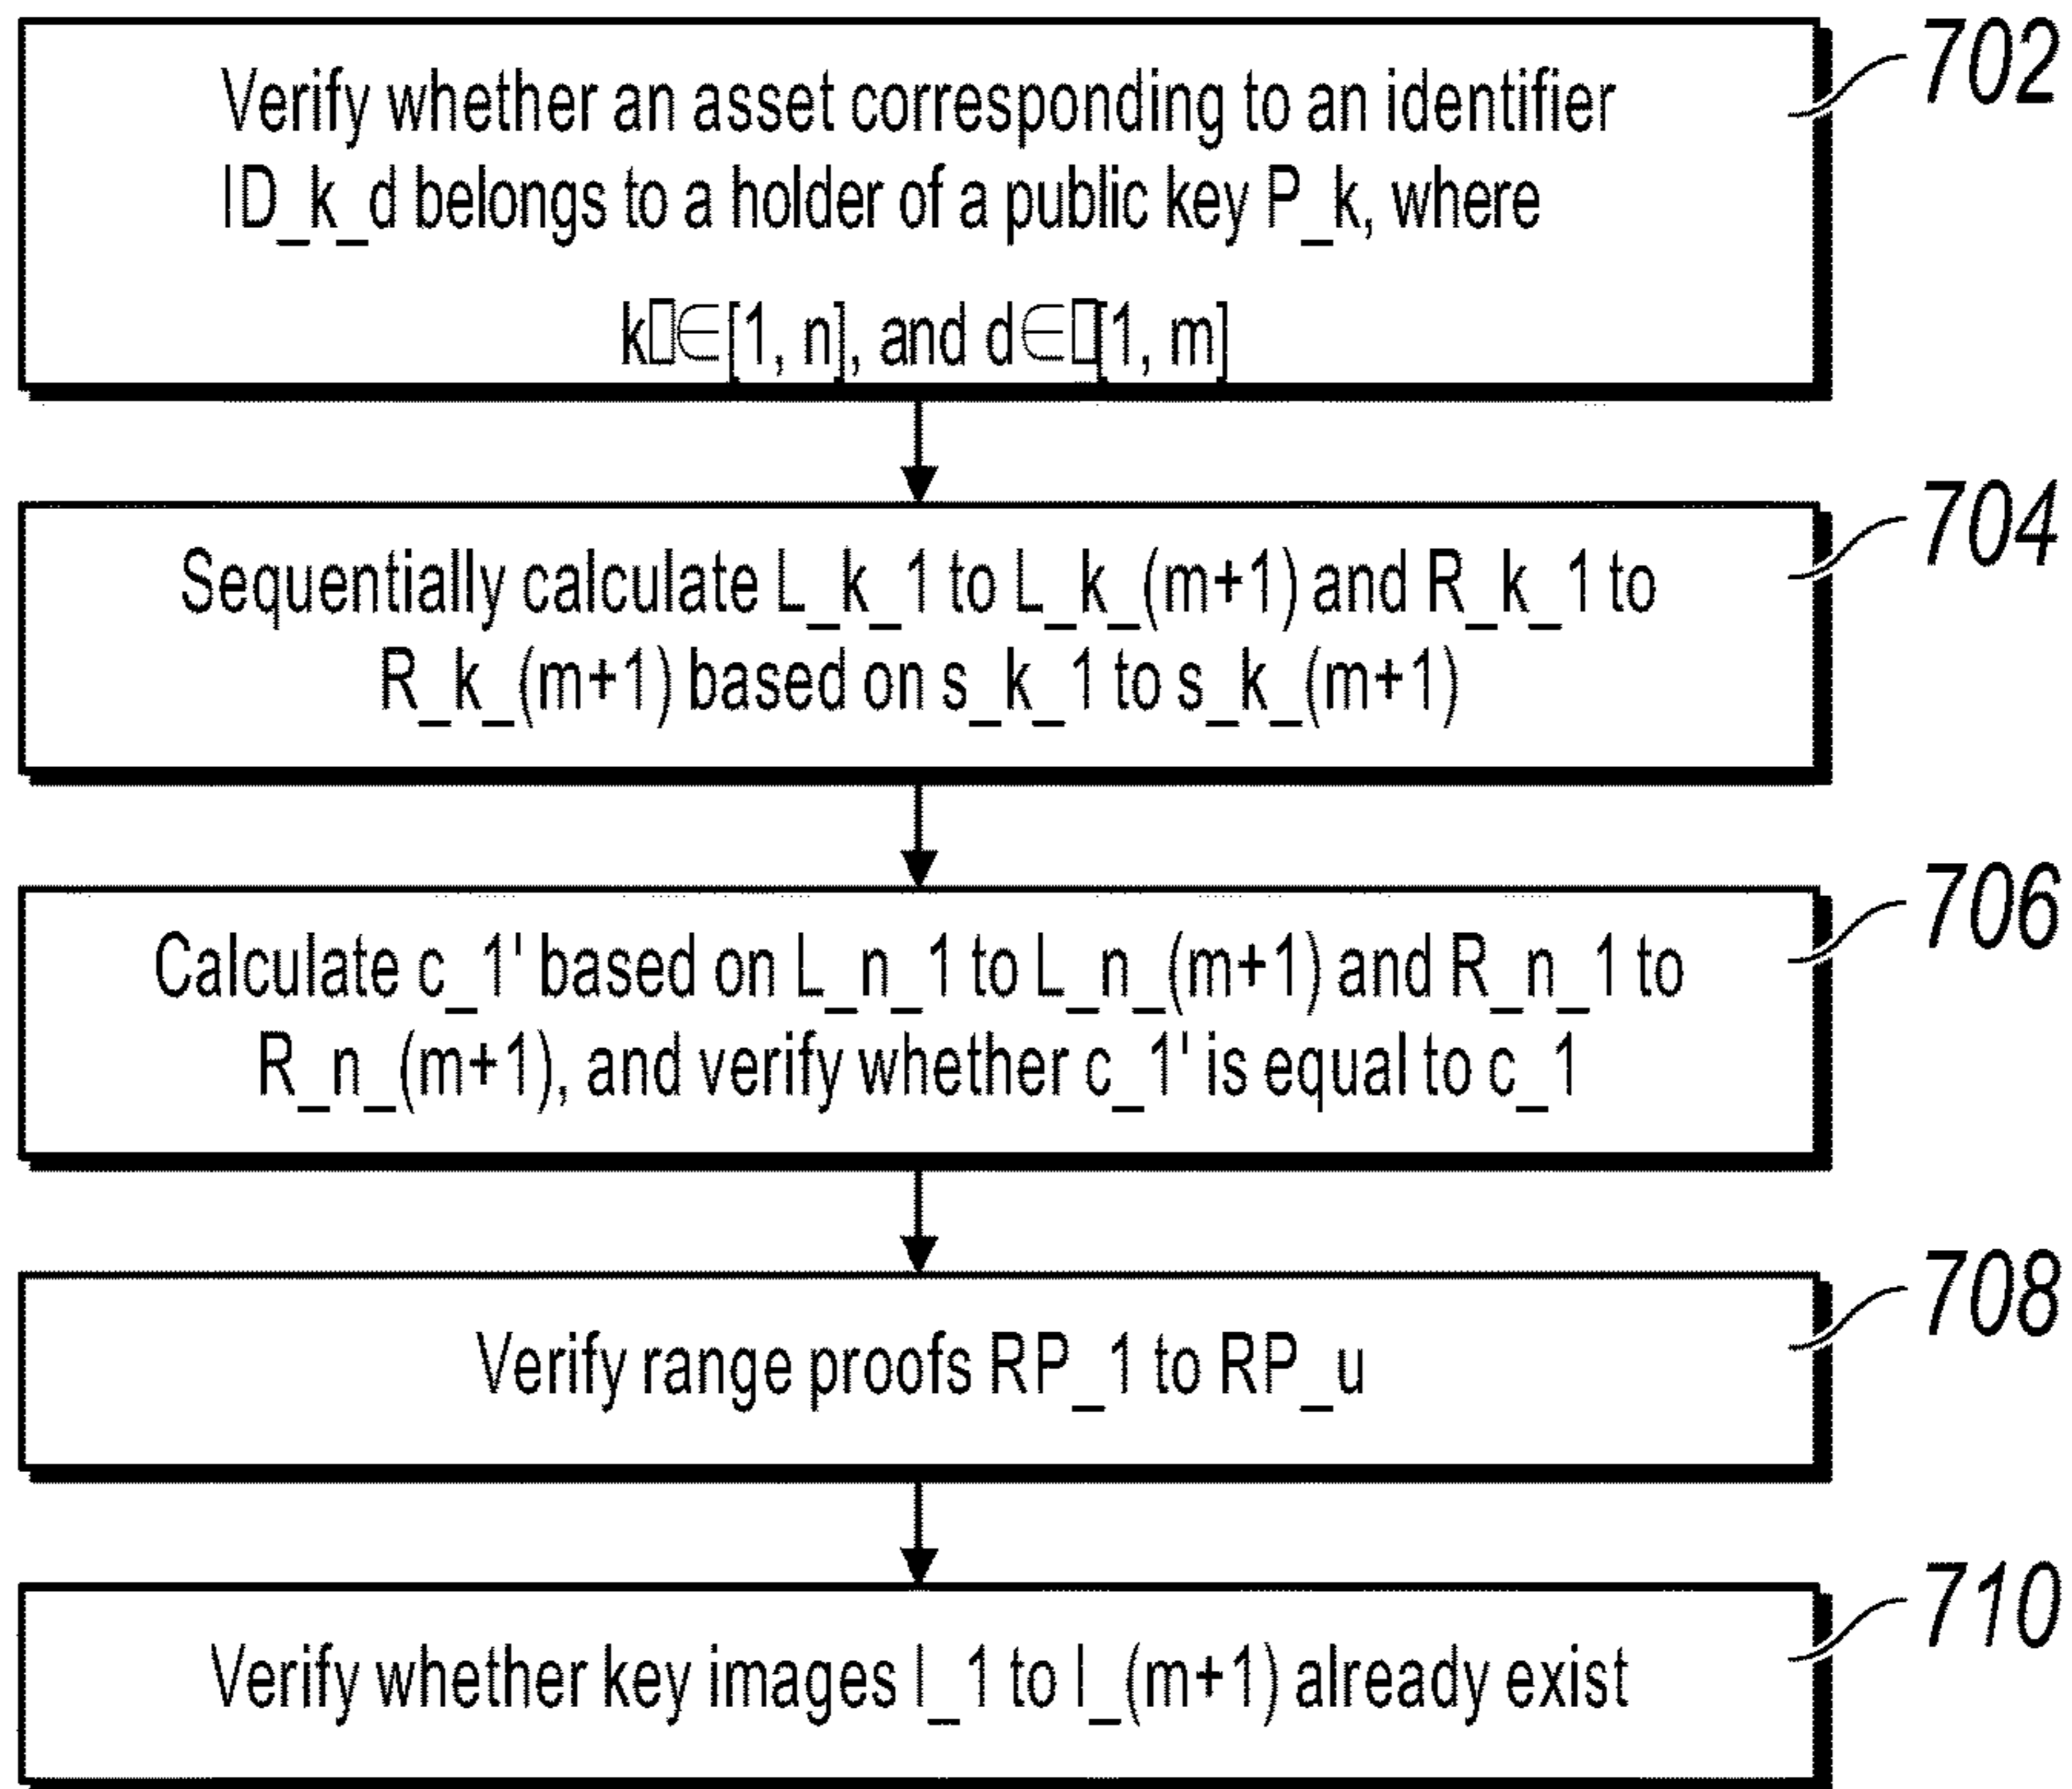 Verify whether an asset corresponding to an identifier
ID_k_d belongs to a holder of a public key P_k, where
k▯∈[1, n], and d∈▯[1, m]
702
Sequentially calculate L_k_1 to L_k_(m+1) and R_k_1 to
R_k_(m+1) based on s_k_1 to s_k_(m+1)
704
Calculate c_1' based on L_n_1 to L_n_(m+1) and R_n_1 to
R_n_(m+1), and verify whether c_1' is equal to c_1
706
Verify range proofs RP_1 to RP_u
708
Verify whether key images I_1 to I_(m+1) already exist
710